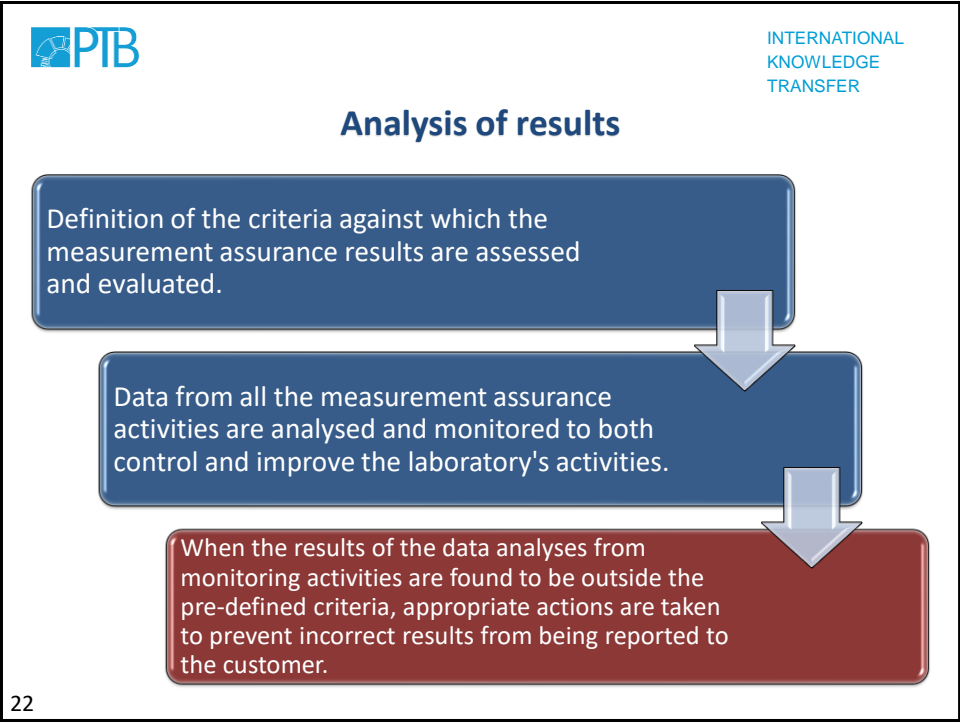 PTB
INTERNATIONAL
KNOWLEDGE
TRANSFER
Analysis of results
Definition of the criteria against which the
measurement assurance results are assessed
and evaluated.
Data from all the measurement assurance
activities are analysed and monitored to both
control and improve the laboratory's activities.
When the results of the data analyses from
monitoring activities are found to be outside the
pre-defined criteria, appropriate actions are taken
to prevent incorrect results from being reported to
the customer.
22